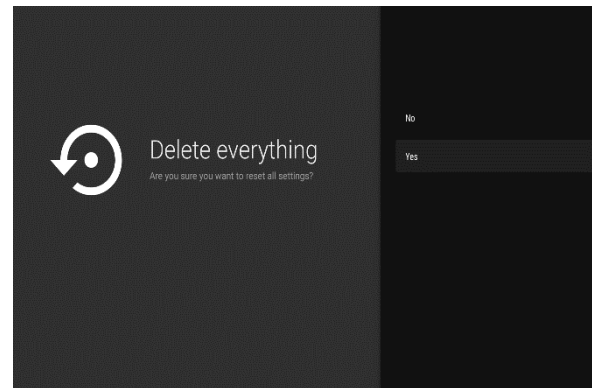 Delete everything
Are you sure you want to reset all settings?
No
Yes